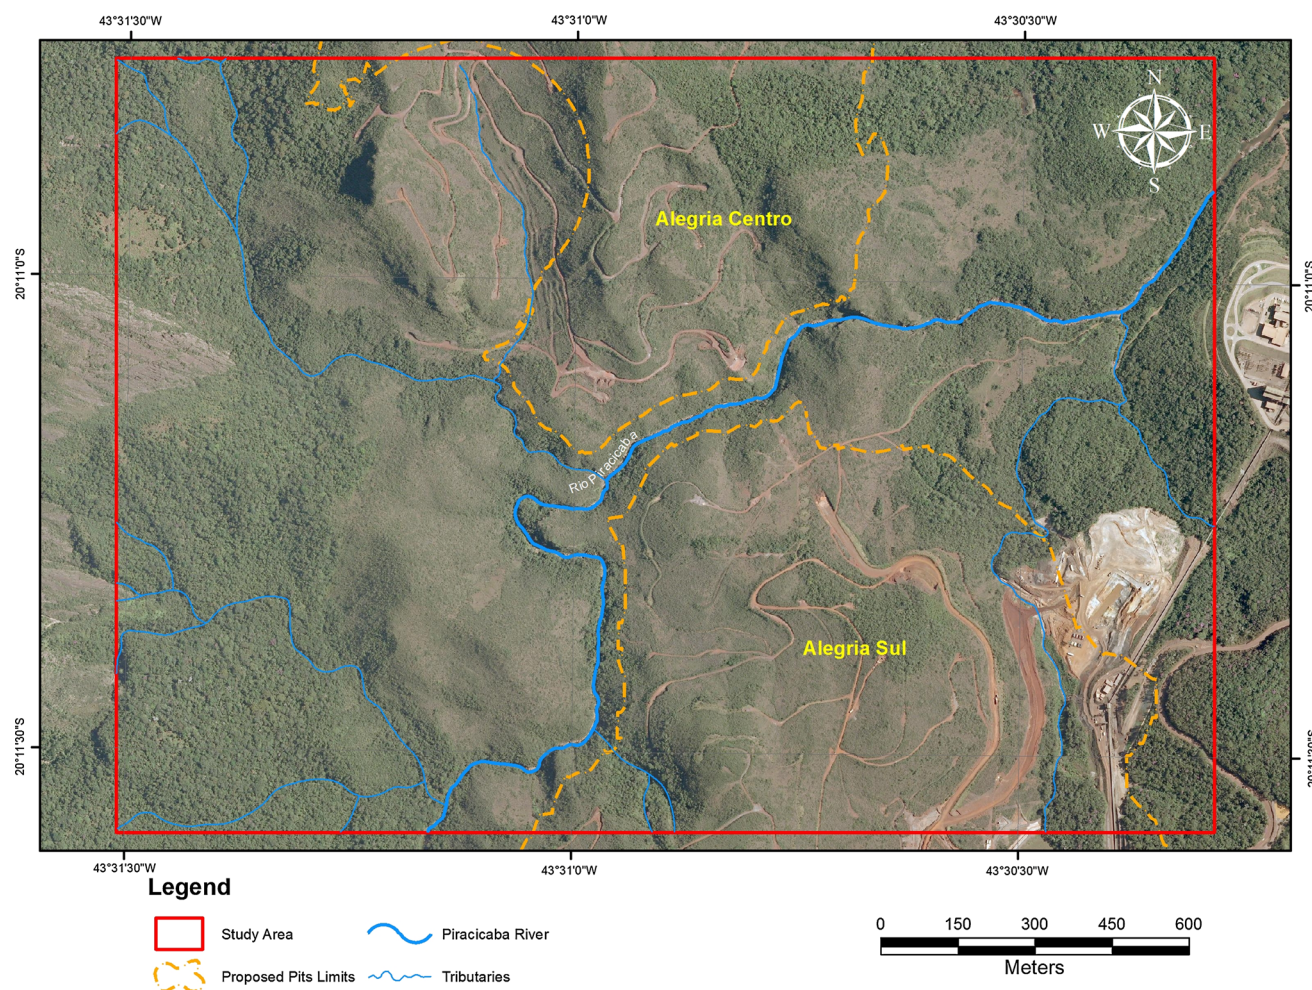 43°31'30"W 43°31'0"W 43°30'30"W
N
W E
S
Alegria Centro
20°11'0"S 20°11'0"S
Rio Piracicaba
Alegria Sul
20°11'30"S
43°31'30"W 43°31'0"W 43°30'30"W
Legend
Study Area Piracicaba River
Proposed Pits Limits Tributaries
0 150 300 450 600
Meters